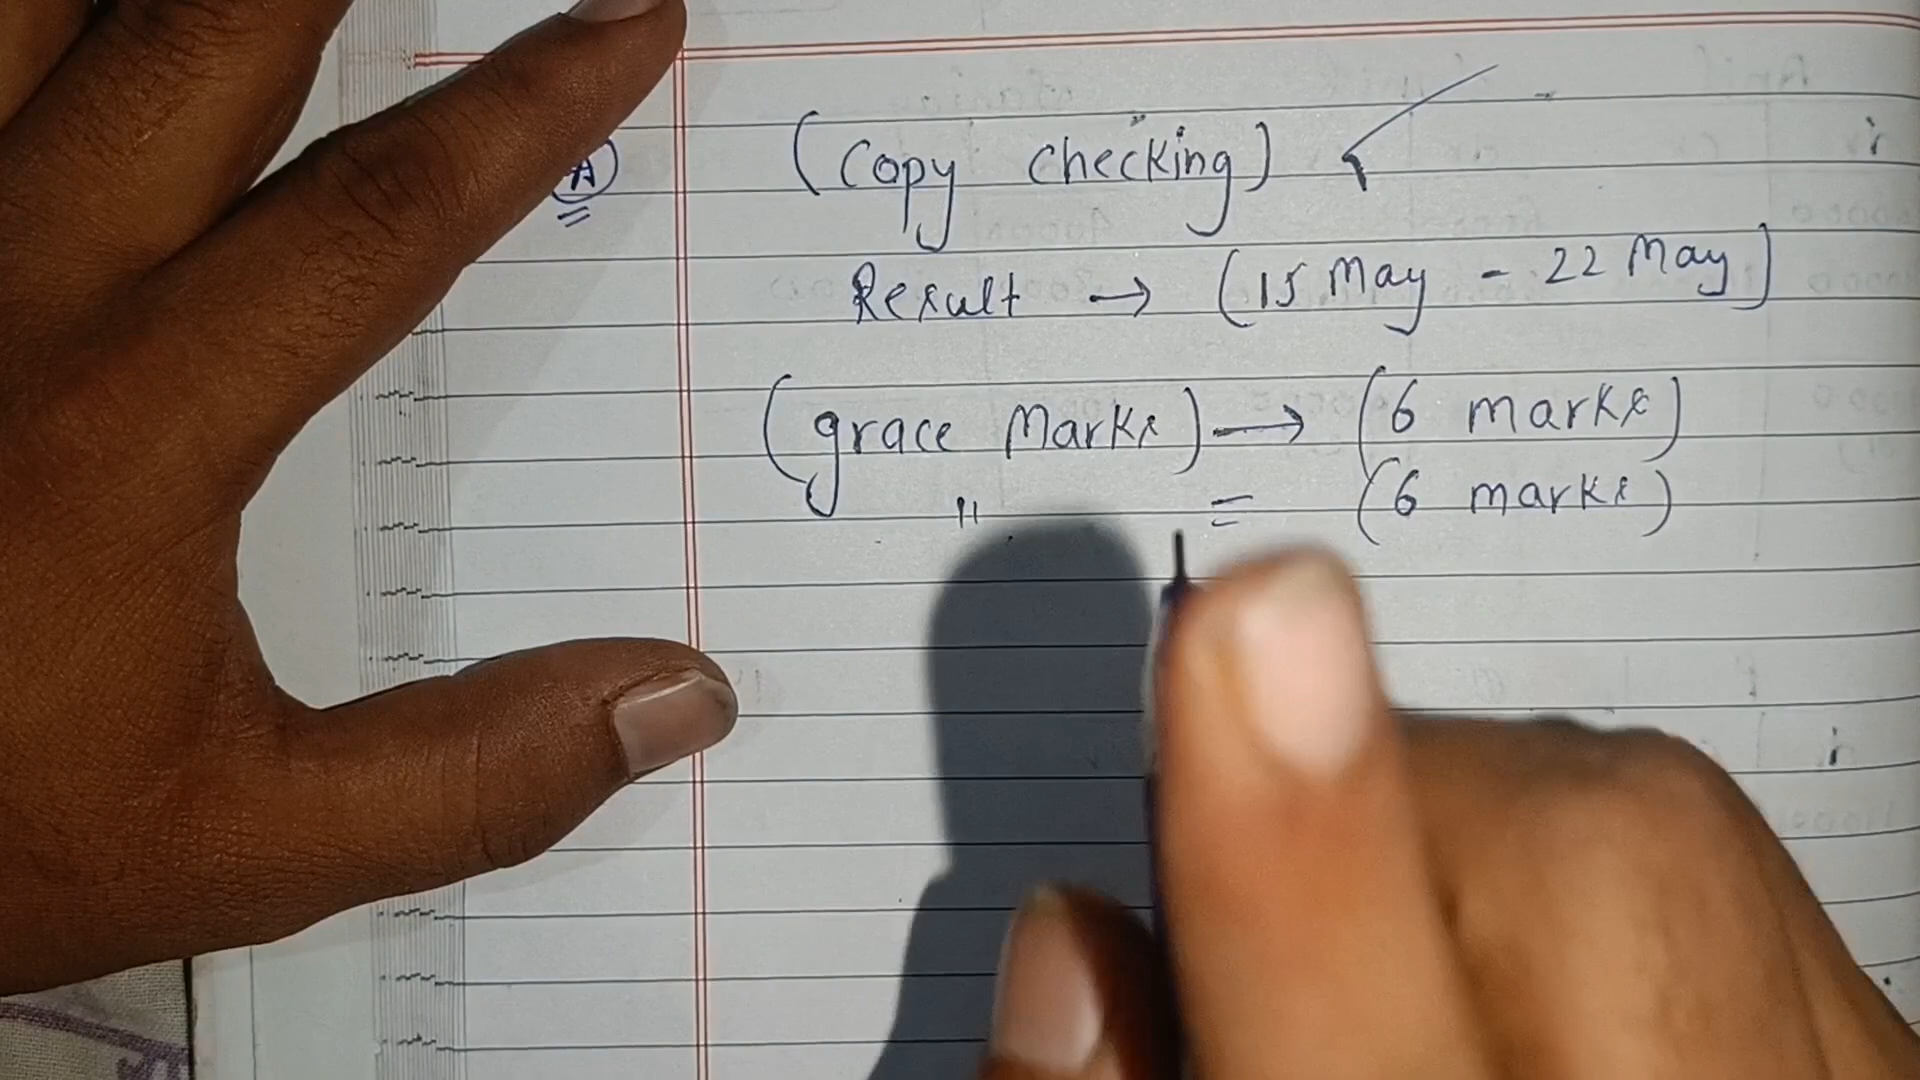 (A) (Copy checking)
Result → (15 May - 22 May)
(grace Marks) → (6 marks)
" = (6 marks)